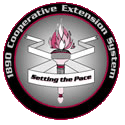 1890 Cooperative Extension System
Setting the Pace